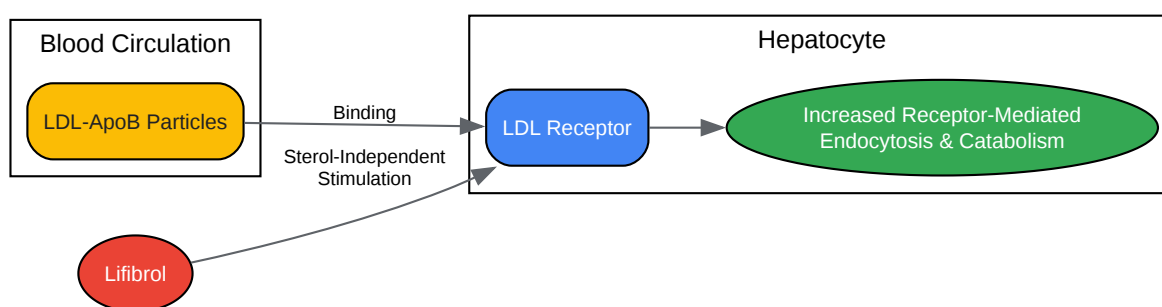 Blood Circulation
Hepatocyte
LDL-ApoB Particles
Binding
LDL Receptor
Increased Receptor-Mediated
Endocytosis & Catabolism
Sterol-Independent
Stimulation
Lifibrol